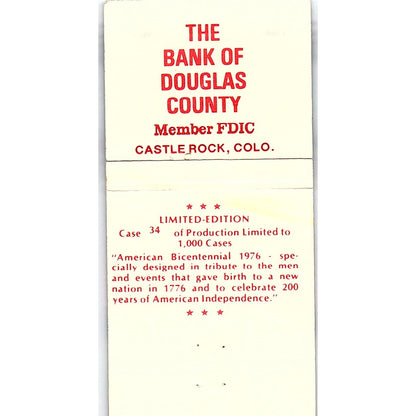 THE
BANK OF
DOUGLAS
COUNTY
Member FDIC
CASTLE ROCK, COLO.
LIMITED-EDITION
Case 34 of Production Limited to
1,000 Cases
"American Bicentennial 1976 - spe-
cially designed in tribute to the men
and events that gave birth to a new
nation in 1776 and to celebrate 200
years of American Independence."